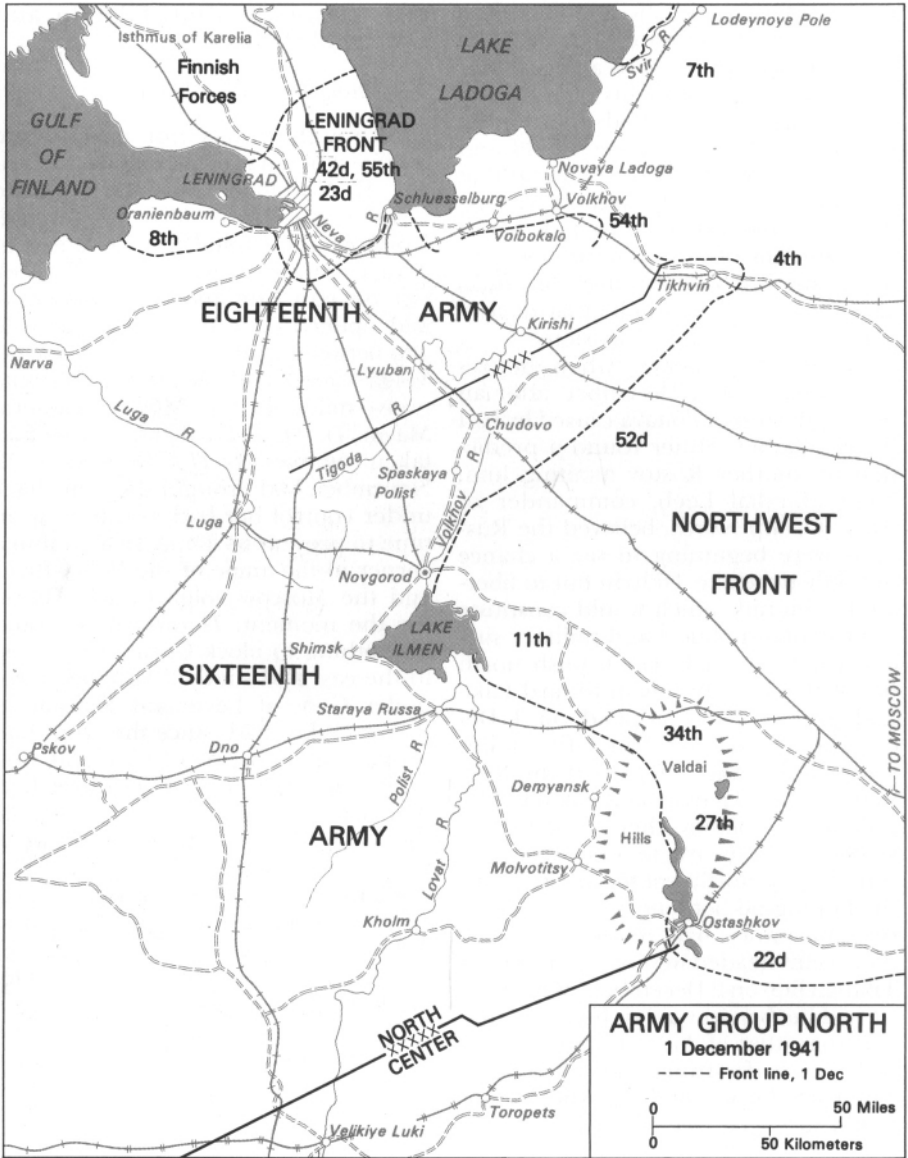 Isthmus of Karelia
Finnish
Forces
GULF
OF
FINLAND
LAKE
LADOGA
Lodeynoye Pole
Svir R
7th
LENINGRAD
FRONT
42d, 55th
23d
LENINGRAD
Oranienbaum
8th
Neva R
Schluesselburg
Novaya Ladoga
Volkhov
Voibokalo
54th
4th
Tikhvin
EIGHTEENTH ARMY
Kirishi
Narva
Luga R
Lyuban
XXXX
Chudovo
Tigoda R
Spaskaya
Polist
Volkhov R
52d
Luga
NORTHWEST
FRONT
Novgorod
LAKE
ILMEN
11th
Shimsk
SIXTEENTH
ARMY
Staraya Russa
Pskov
Dno
Polist R
Lovat R
34th
Valdai
Hills
27th
Demyansk
TO MOSCOW
Molvotitsy
Kholm
Ostashkov
22d
NORTH
XXXXX
CENTER
Toropets
Velikiye Luki
ARMY GROUP NORTH
1 December 1941
Front line, 1 Dec
0 50 Miles
0 50 Kilometers